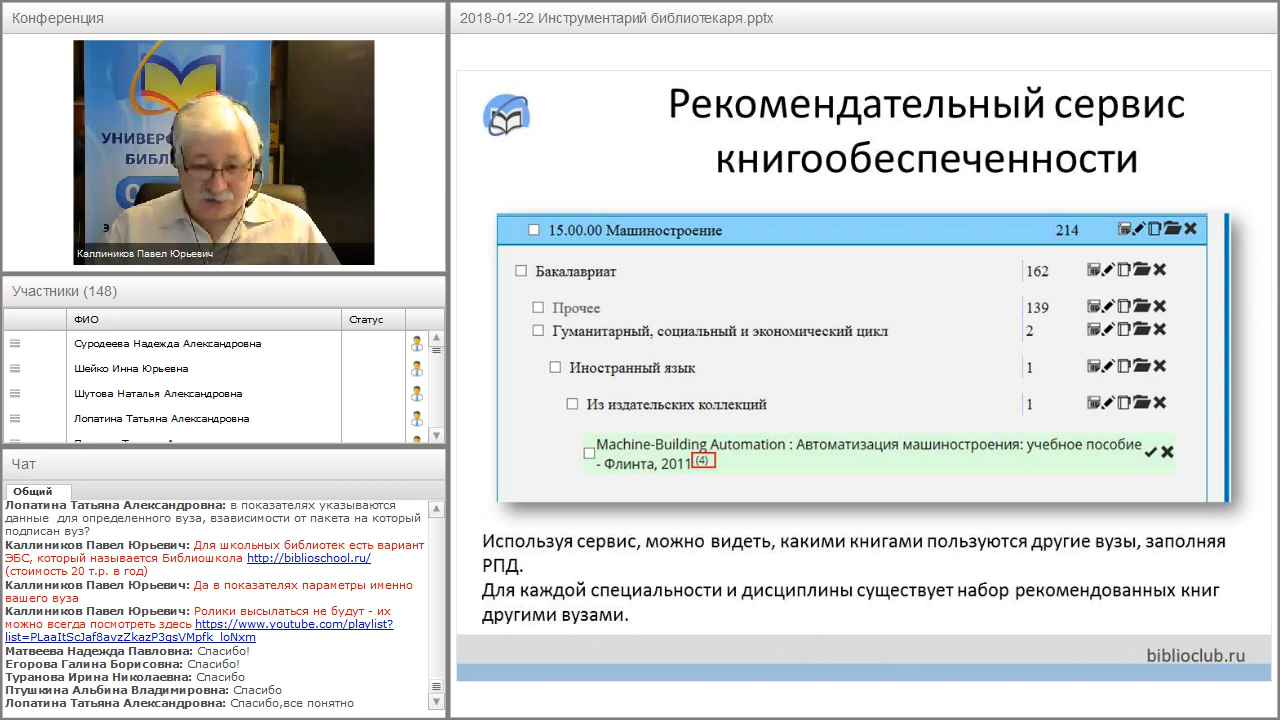 Конференция
УНИВЕРС
БИБЛ
Каллиников Павел Юрьевич
Участники (148)
ФИО
Статус
Суродеева Надежда Александровна
Шейко Инна Юрьевна
Шутова Наталья Александровна
Лопатина Татьяна Александровна
Чат
Общий
Лопатина Татьяна Александровна: в показателях указываются
данные для определенного вуза, взависимости от пакета на который
подписан вуз?
Каллиников Павел Юрьевич: Для школьных библиотек есть вариант
ЭБС, который называется Библиошкола http://biblioschool.ru/
(стоимость 20 т.р. в год)
Каллиников Павел Юрьевич: Да в показателях параметры именно
вашего вуза
Каллиников Павел Юрьевич: Ролики высылаться не будут - их
можно всегда посмотреть здесь https://www.youtube.com/playlist?
list=PLaaItScJaf8avzZkazP3qsVMpfk_loNxm
Матвеева Надежда Павловна: Спасибо!
Егорова Галина Борисовна: Спасибо!
Туранова Ирина Николаевна: Спасибо
Птушкина Альбина Владимировна: Спасибо
Лопатина Татьяна Александровна: Спасибо,все понятно
2018-01-22 Инструментарий библиотекаря.pptx
Рекомендательный сервис
книгообеспеченности
15.00.00 Машиностроение 214
Бакалавриат 162
Прочее 139
Гуманитарный, социальный и экономический цикл 2
Иностранный язык 1
Из издательских коллекций 1
Machine-Building Automation : Автоматизация машиностроения: учебное пособие
- Флинта, 2011 (4)
Используя сервис, можно видеть, какими книгами пользуются другие вузы, заполняя
РПД.
Для каждой специальности и дисциплины существует набор рекомендованных книг
другими вузами.
biblioclub.ru